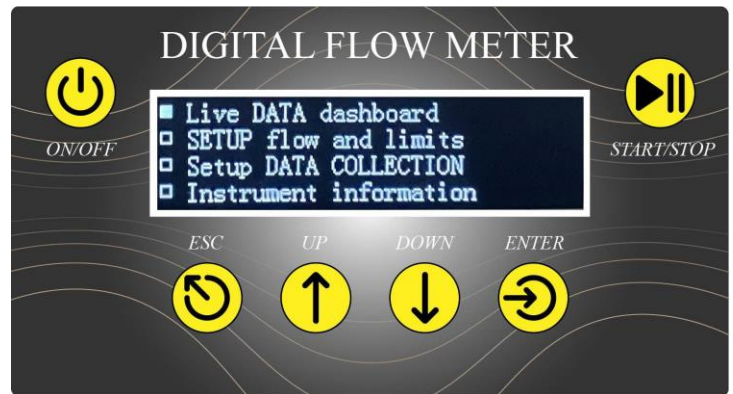 DIGITAL FLOW METER
ON/OFF
Live DATA dashboard
SETUP flow and limits
Setup DATA COLLECTION
Instrument information
START/STOP
ESC UP DOWN ENTER